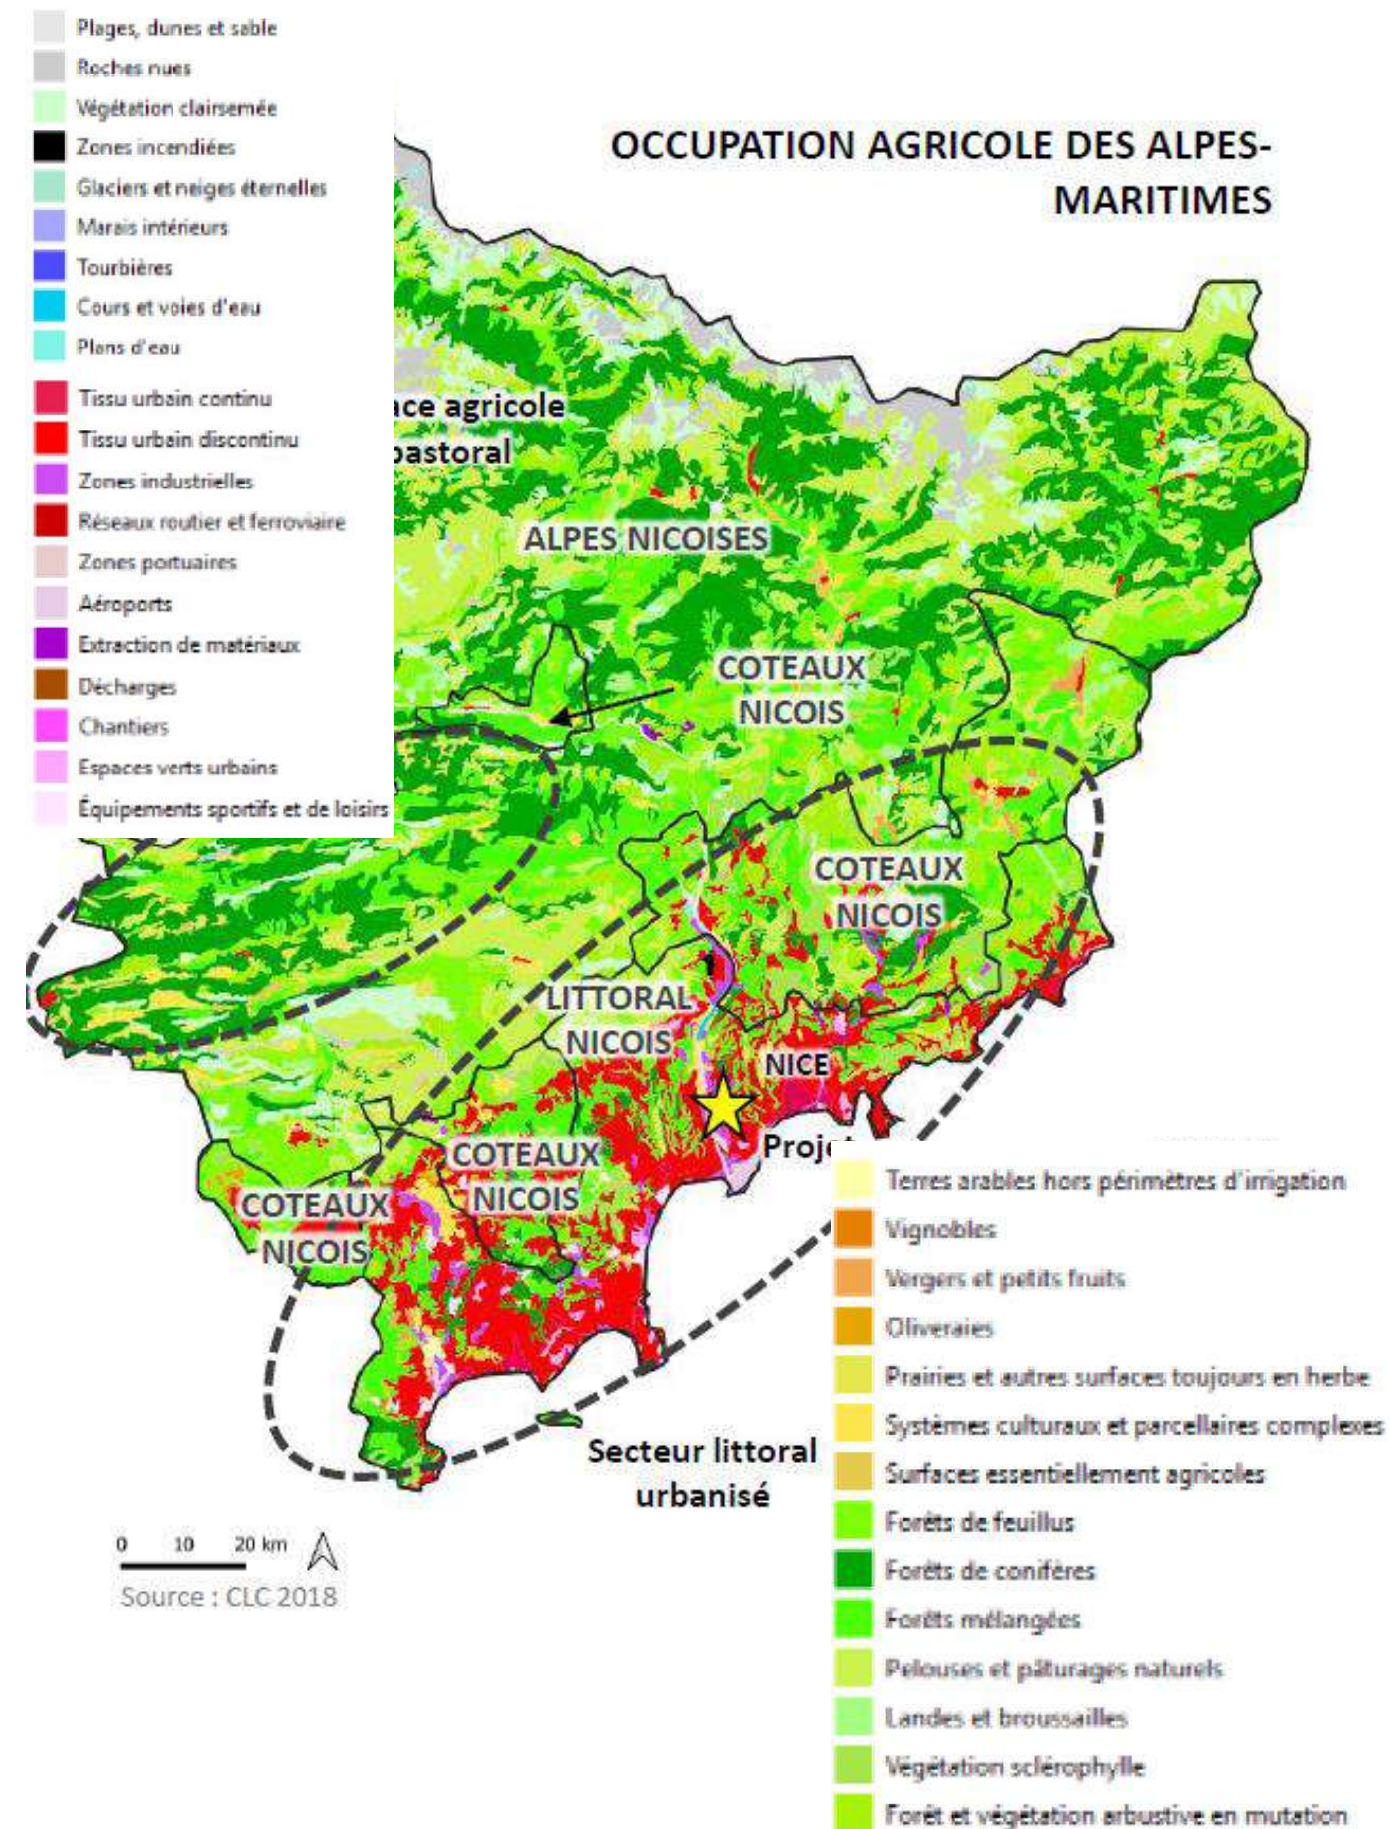 Plages, dunes et sable
Roches nues
Végétation clairsemée
Zones incendiées
Glaciers et neiges éternelles
Marais intérieurs
Tourbières
Cours et voies d'eau
Plans d'eau
Tissu urbain continu
Tissu urbain discontinu
Zones industrielles
Réseaux routier et ferroviaire
Zones portuaires
Aéroports
Extraction de matériaux
Décharges
Chantiers
Espaces verts urbains
Équipements sportifs et de loisirs
OCCUPATION AGRICOLE DES ALPES-
MARITIMES
ace agricole
pastoral
ALPES NICOISES
COTEAUX
NICOIS
COTEAUX
NICOIS
LITTORAL
NICOIS
NICE
Projet
COTEAUX
NICOIS
COTEAUX
NICOIS
Secteur littoral
urbanisé
0 10 20 km
Source : CLC 2018
Terres arables hors périmètres d'irrigation
Vignobles
Vergers et petits fruits
Oliveraies
Prairies et autres surfaces toujours en herbe
Systèmes culturaux et parcellaires complexes
Surfaces essentiellement agricoles
Forêts de feuillus
Forêts de conifères
Forêts mélangées
Pelouses et pâturages naturels
Landes et broussailles
Végétation sclérophylle
Forêt et végétation arbustive en mutation